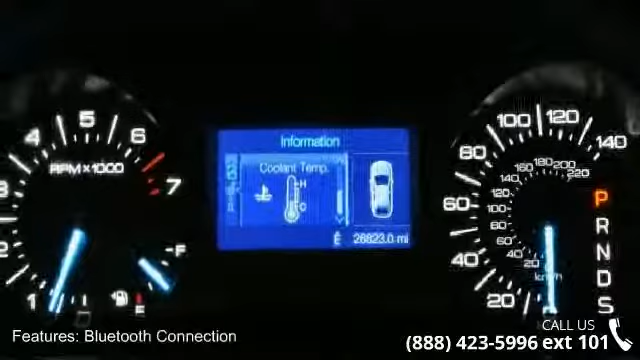 5
4
6
RPM x 1000
3
7
2
1
F
E
Information
Coolant Temp.
H
C
E 26823.0 mi
100
120
80
140
60
40
20
180
160
200
140
220
120
100
80
60
40
20
km/h
P
R
N
D
S
Features: Bluetooth Connection
CALL US
(888) 423-5996 ext 101